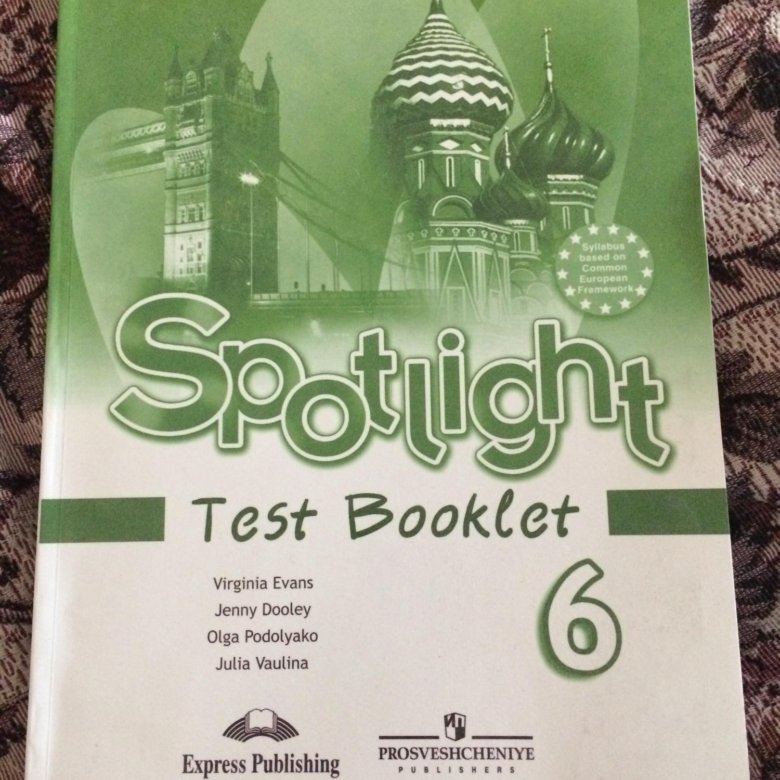 Syllabus
based on
Common
European
Framework
Spotlight
Test Booklet
6
Virginia Evans
Jenny Dooley
Olga Podolyako
Julia Vaulina
Express Publishing
PROSVESHCHENIYE
PUBLISHERS